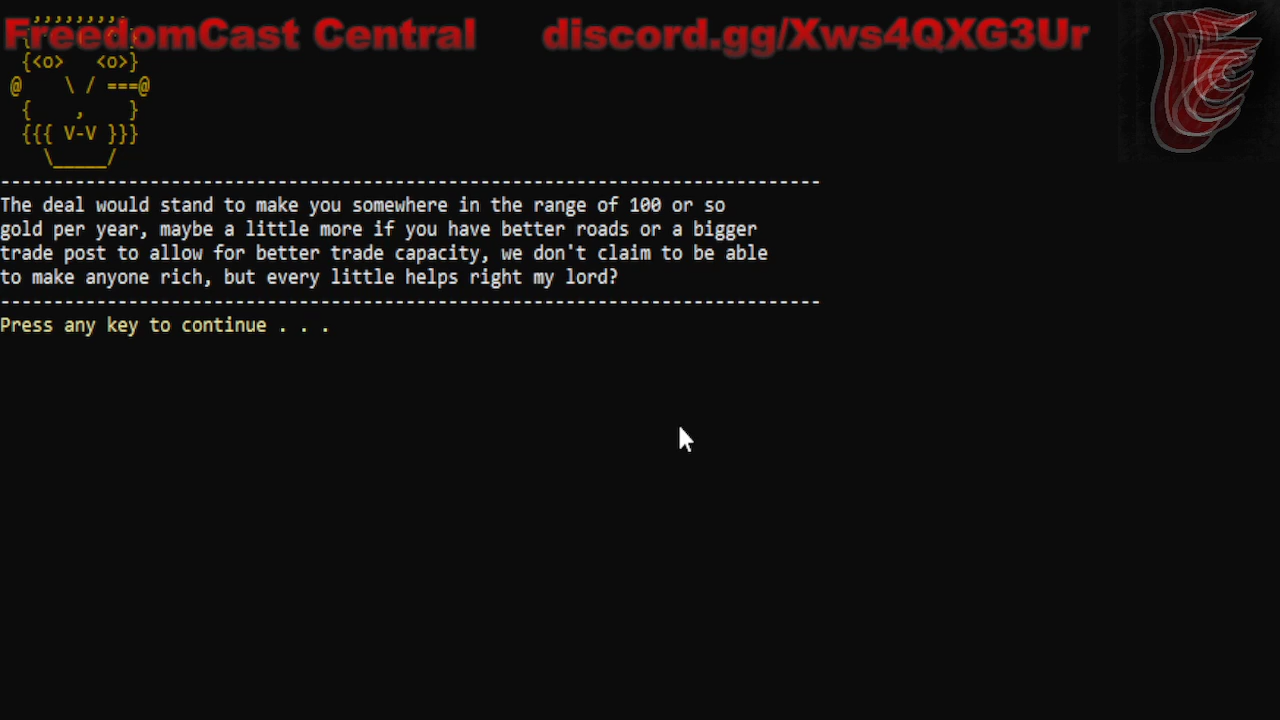 FreedomCast Central discord.gg/Xws4QXG3Ur
{<o> <o>}
@ \ / ===@
{ , }
{{{ V-V }}}
\_____/
--------------------------------------------------------------------------------
The deal would stand to make you somewhere in the range of 100 or so
gold per year, maybe a little more if you have better roads or a bigger
trade post to allow for better trade capacity, we don't claim to be able
to make anyone rich, but every little helps right my lord?
--------------------------------------------------------------------------------
Press any key to continue . . .